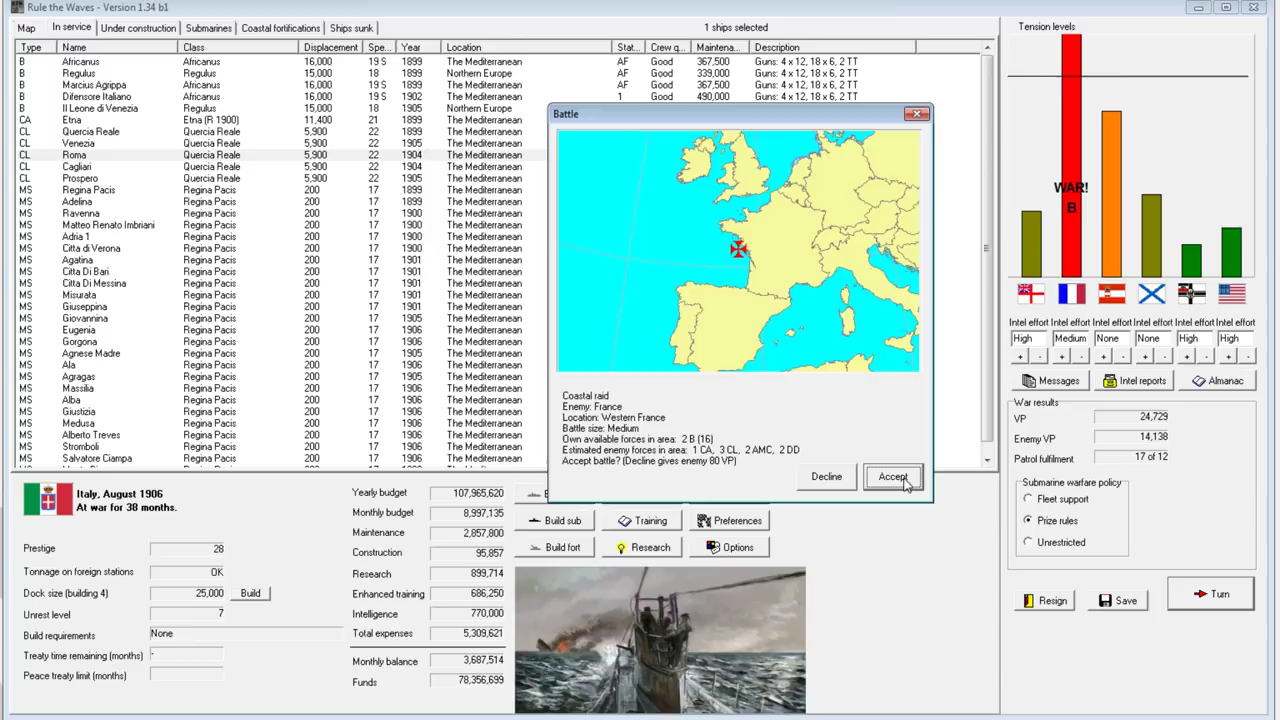 Rule the Waves - Version 1.34 b1
Map In service Under construction Submarines Coastal fortifications Ships sunk 1 ships selected
Type Name Class Displacement Spe... Year Location Stat... Crew q... Maintena... Description
B Africanus Africanus 16,000 19 S 1899 The Mediterranean AF Good 367,500 Guns: 4 x 12, 18 x 6, 2 TT
B Regulus Regulus 15,000 18 1899 Northern Europe AF Good 339,000 Guns: 4 x 12, 18 x 6, 2 TT
B Marcius Agrippa Africanus 16,000 19 S 1899 The Mediterranean AF Good 367,500 Guns: 4 x 12, 18 x 6, 2 TT
B Difensore Italiano Africanus 16,000 19 S 1902 The Mediterranean 1 Good 490,000 Guns: 4 x 12, 18 x 6, 2 TT
B Il Leone di Venezia Regulus 15,000 18 1905 Northern Europe
CA Etna Etna (R 1900) 11,400 21 1899 The Mediterranean
CL Quercia Reale Quercia Reale 5,900 22 1899 The Mediterranean
CL Venezia Quercia Reale 5,900 22 1905 The Mediterranean
CL Roma Quercia Reale 5,900 22 1904 The Mediterranean
CL Cagliari Quercia Reale 5,900 22 1904 The Mediterranean
CL Prospero Quercia Reale 5,900 22 1905 The Mediterranean
MS Regina Pacis Regina Pacis 200 17 1899 The Mediterranean
MS Adelina Regina Pacis 200 17 1899 The Mediterranean
MS Ravenna Regina Pacis 200 17 1900 The Mediterranean
MS Matteo Renato Imbriani Regina Pacis 200 17 1900 The Mediterranean
MS Adria 1 Regina Pacis 200 17 1900 The Mediterranean
MS Citta di Verona Regina Pacis 200 17 1900 The Mediterranean
MS Agatina Regina Pacis 200 17 1901 The Mediterranean
MS Citta Di Bari Regina Pacis 200 17 1901 The Mediterranean
MS Citta Di Messina Regina Pacis 200 17 1901 The Mediterranean
MS Misurata Regina Pacis 200 17 1901 The Mediterranean
MS Giuseppina Regina Pacis 200 17 1901 The Mediterranean
MS Giovannina Regina Pacis 200 17 1905 The Mediterranean
MS Eugenia Regina Pacis 200 17 1906 The Mediterranean
MS Gorgona Regina Pacis 200 17 1906 The Mediterranean
MS Agnese Madre Regina Pacis 200 17 1905 The Mediterranean
MS Ala Regina Pacis 200 17 1906 The Mediterranean
MS Agragas Regina Pacis 200 17 1905 The Mediterranean
MS Massilia Regina Pacis 200 17 1906 The Mediterranean
MS Alba Regina Pacis 200 17 1906 The Mediterranean
MS Giustizia Regina Pacis 200 17 1906 The Mediterranean
MS Medusa Regina Pacis 200 17 1906 The Mediterranean
MS Alberto Treves Regina Pacis 200 17 1906 The Mediterranean
MS Stromboli Regina Pacis 200 17 1906 The Mediterranean
MS Salvatore Ciampa Regina Pacis 200 17 1906 The Mediterranean
Battle
Coastal raid
Enemy: France
Location: Western France
Battle size: Medium
Own available forces in area: 2 B (16)
Estimated enemy forces in area: 1 CA, 3 CL, 2 AMC, 2 DD
Accept battle? (Decline gives enemy 80 VP)
Decline Accept
Tension levels
WAR!
B
Intel effort Intel effort Intel effort Intel effort Intel effort Intel effort
High Medium None None High High
+ - + - + - + - + - + -
Messages Intel reports Almanac
War results
VP 24,729
Enemy VP 14,138
Patrol fulfilment 17 of 12
Submarine warfare policy
Fleet support
Prize rules
Unrestricted
Resign Save Turn
Italy, August 1906
At war for 38 months.
Prestige 28
Tonnage on foreign stations OK
Dock size (building 4) 25,000 Build
Unrest level 7
Build requirements None
Treaty time remaining (months) -
Peace treaty limit (months)
Yearly budget 107,965,620
Monthly budget 8,997,135
Maintenance 2,857,800
Construction 95,857
Research 899,714
Enhanced training 686,250
Intelligence 770,000
Total expenses 5,309,621
Monthly balance 3,687,514
Funds 78,356,699
Build sub Training Preferences
Build fort Research Options